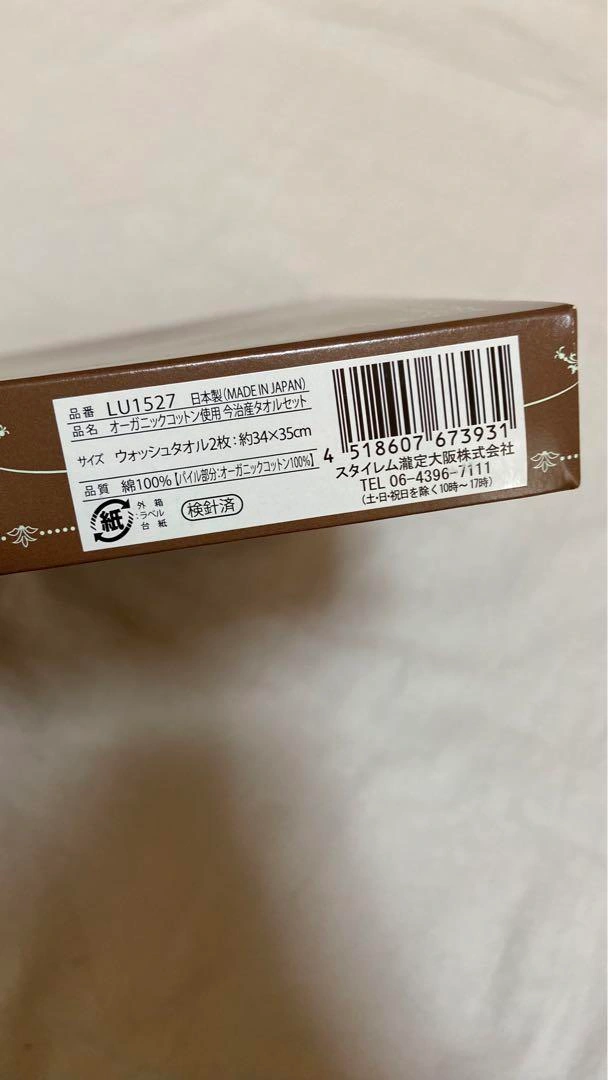 品番 LU1527 日本製(MADE IN JAPAN)
品名 オーガニックコットン使用 今治産タオルセット
サイズ ウォッシュタオル2枚：約34×35cm
品質 綿100%【パイル部分：オーガニックコットン100%】
紙 外箱 :ラベル 台紙
検針済
4 518607 673931
スタイレム瀧定大阪株式会社
TEL 06-4396-7111
(土・日・祝日を除く10時〜17時)